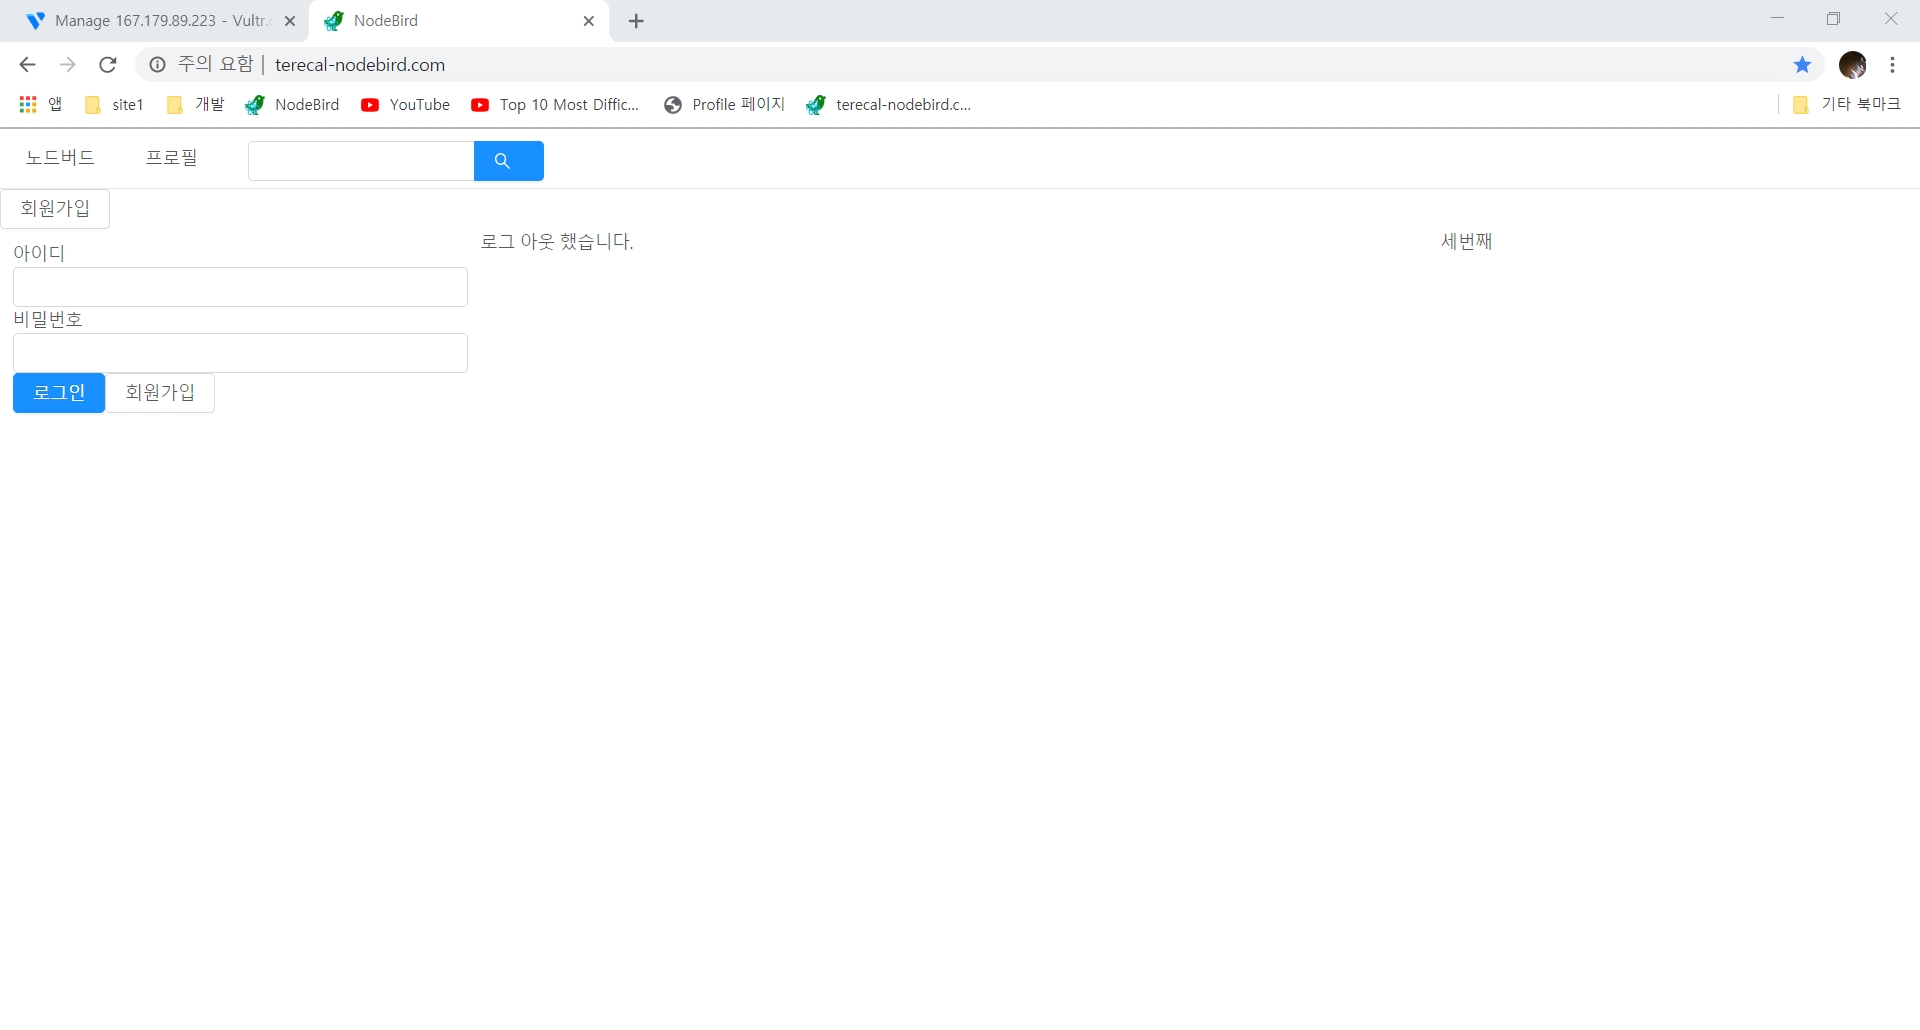 Manage 167.179.89.223 - Vultr.c
NodeBird
주의 요함 | terecal-nodebird.com
앱 site1 개발 NodeBird YouTube Top 10 Most Diffic... Profile 페이지 terecal-nodebird.c... 기타 북마크
노드버드 프로필
회원가입
아이디
비밀번호
로그인 회원가입
로그 아웃 했습니다.
세번째